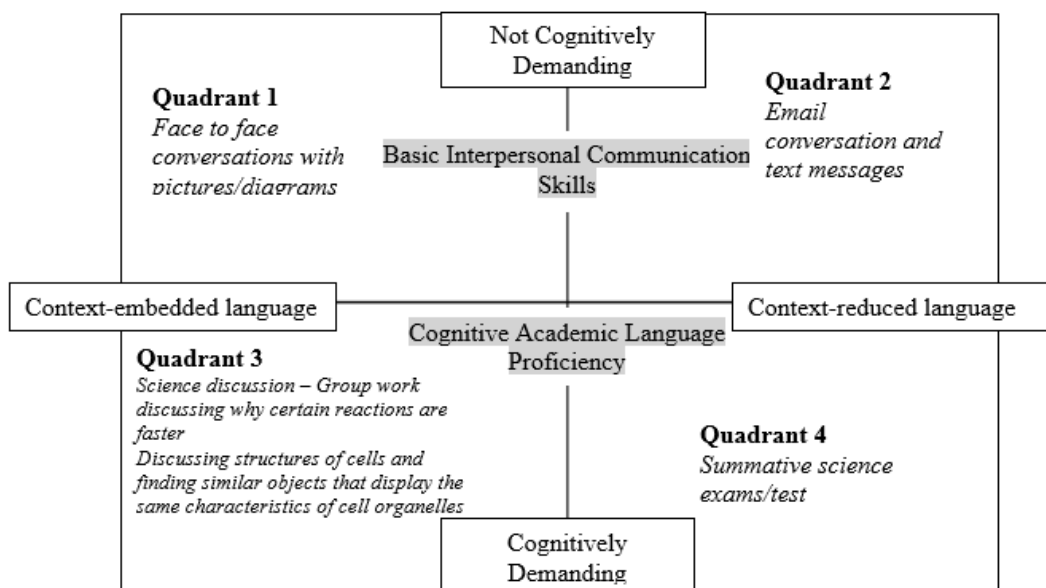 Not Cognitively
Demanding
Quadrant 1
Face to face
conversations with
pictures/diagrams
Quadrant 2
Email
conversation and
text messages
Basic Interpersonal Communication
Skills
Context-embedded language
Context-reduced language
Cognitive Academic Language
Proficiency
Quadrant 3
Science discussion – Group work
discussing why certain reactions are
faster
Discussing structures of cells and
finding similar objects that display the
same characteristics of cell organelles
Quadrant 4
Summative science
exams/test
Cognitively
Demanding